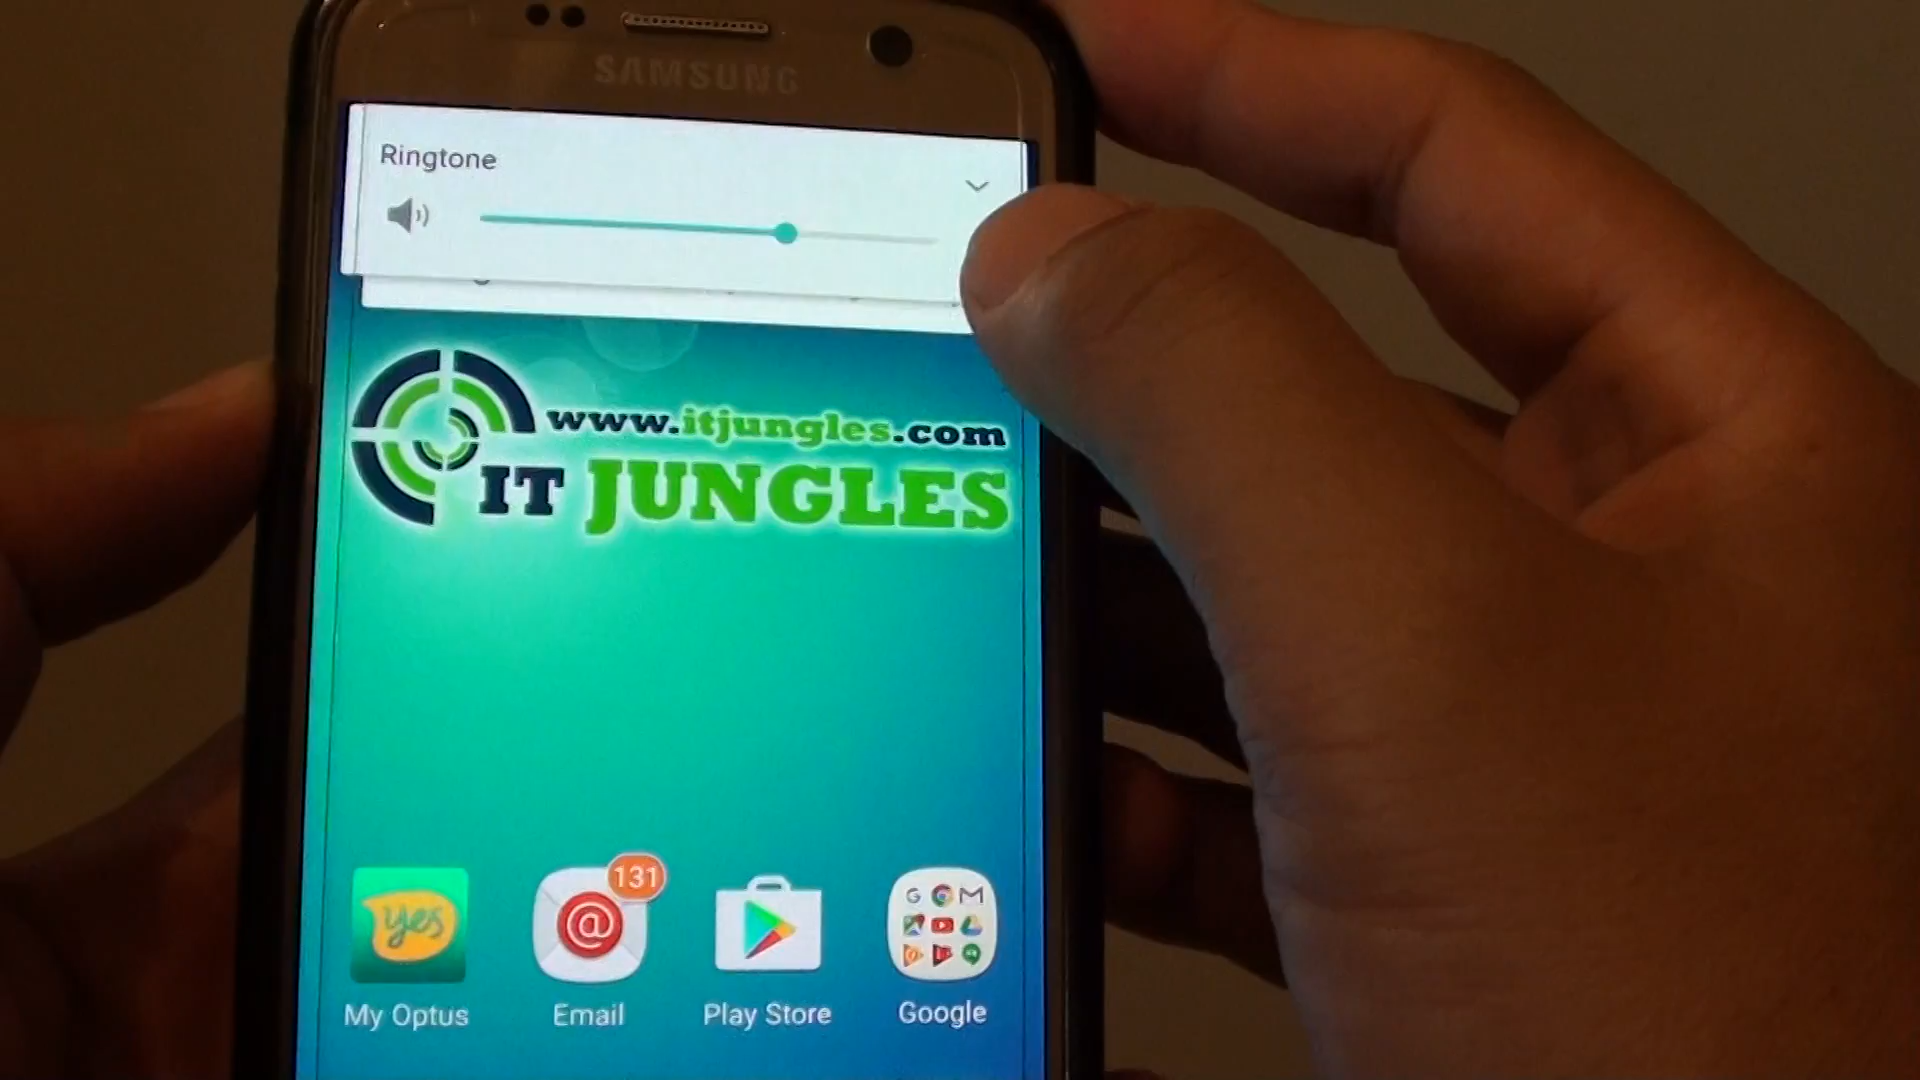 SAMSUNG
Ringtone
www.itjungles.com
IT JUNGLES
131
yes
@
G
My Optus
Email
Play Store
Google